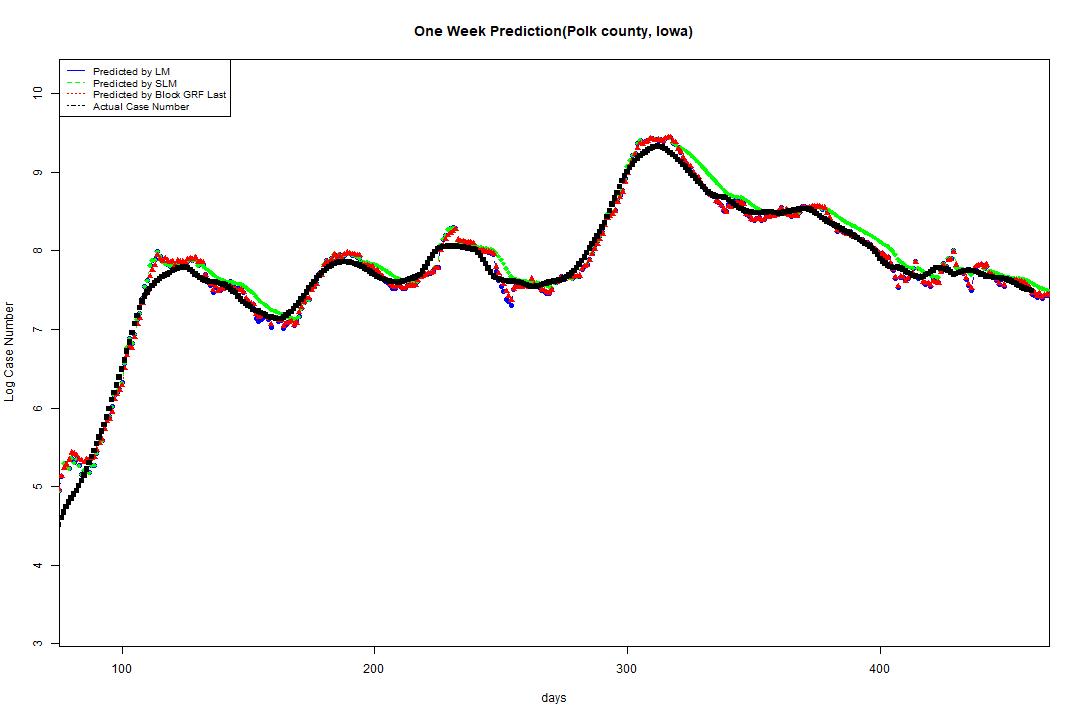 One Week Prediction(Polk county, Iowa)
Predicted by LM
Predicted by SLM
Predicted by Block GRF Last
Actual Case Number
10
9
8
7
6
5
4
3
Log Case Number
100 200 300 400
days